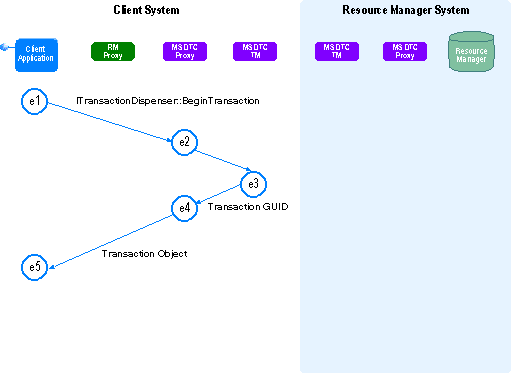 Client System
Resource Manager System
Client
Application
RM
Proxy
MSDTC
Proxy
MSDTC
TM
MSDTC
TM
MSDTC
Proxy
Resource
Manager
e1
ITransactionDispenser::BeginTransaction
e2
e3
e4
Transaction GUID
Transaction Object
e5